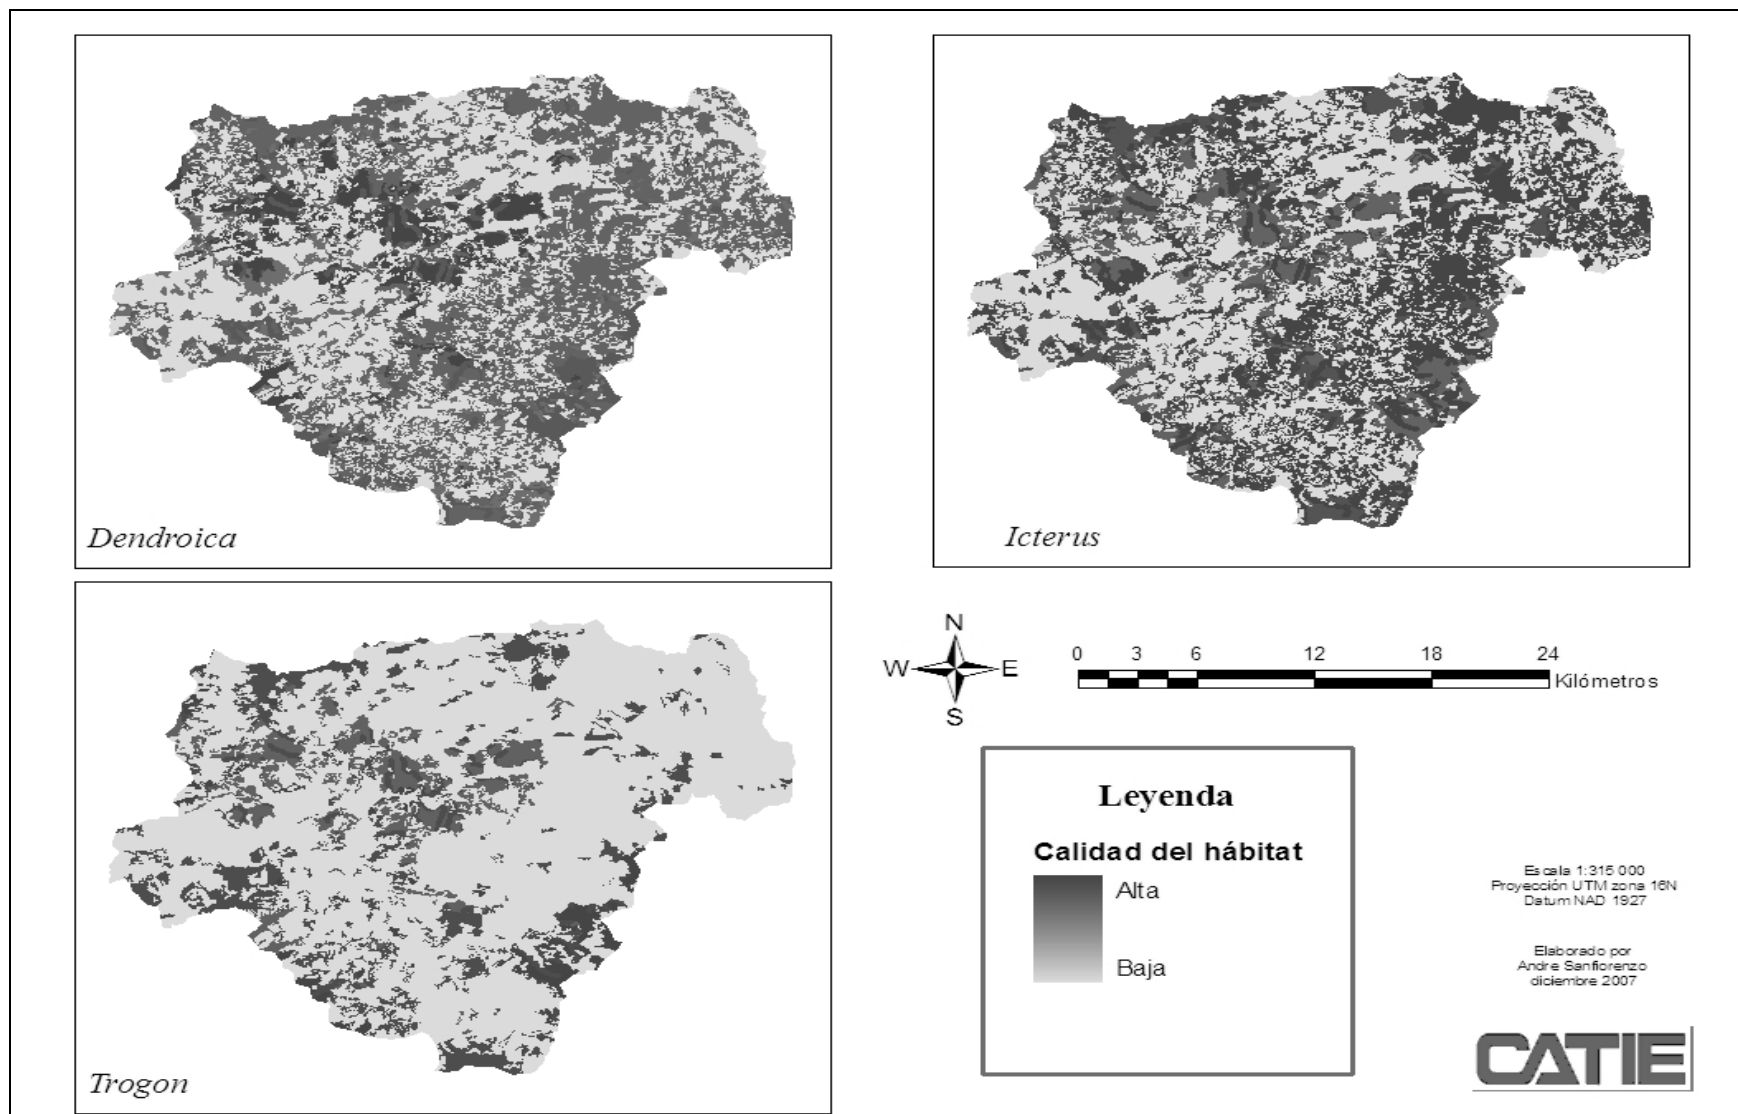 Dendroica
Icterus
Trogon
N
W
E
S
0 3 6 12 18 24
Kilómetros
Leyenda
Calidad del hábitat
Alta
Baja
Escala 1:315 000
Proyección UTM zona 16N
Datum NAD 1927
Elaborado por
Andre Sanfiorenzo
diciembre 2007
CATIE